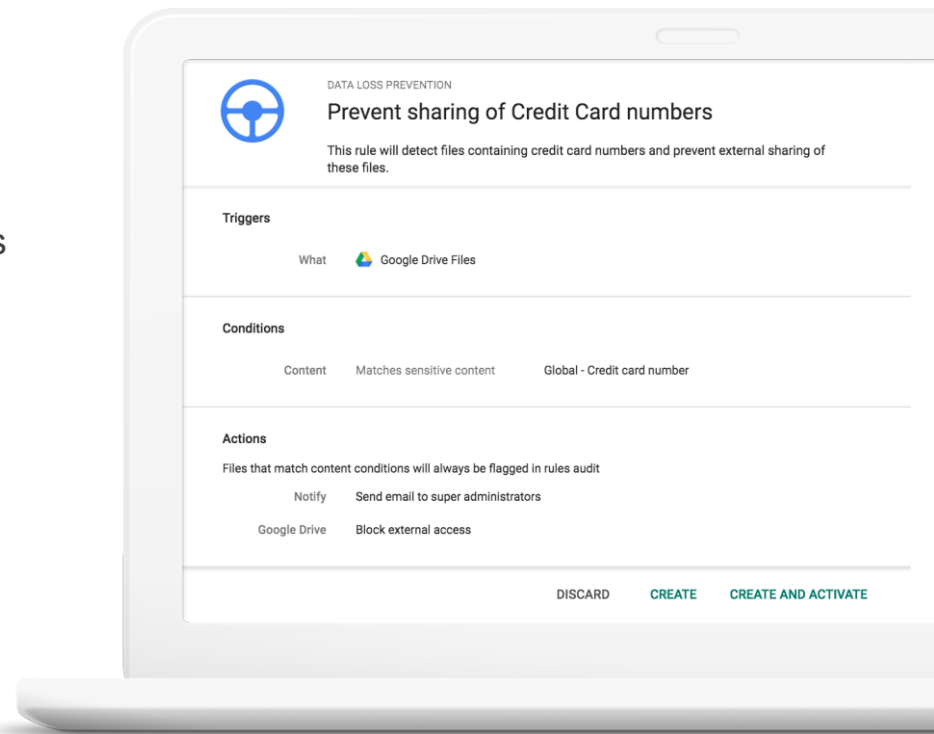 DATA LOSS PREVENTION
Prevent sharing of Credit Card numbers
This rule will detect files containing credit card numbers and prevent external sharing of
these files.
Triggers
What Google Drive Files
Conditions
Content Matches sensitive content Global - Credit card number
Actions
Files that match content conditions will always be flagged in rules audit
Notify Send email to super administrators
Google Drive Block external access
DISCARD CREATE CREATE AND ACTIVATE